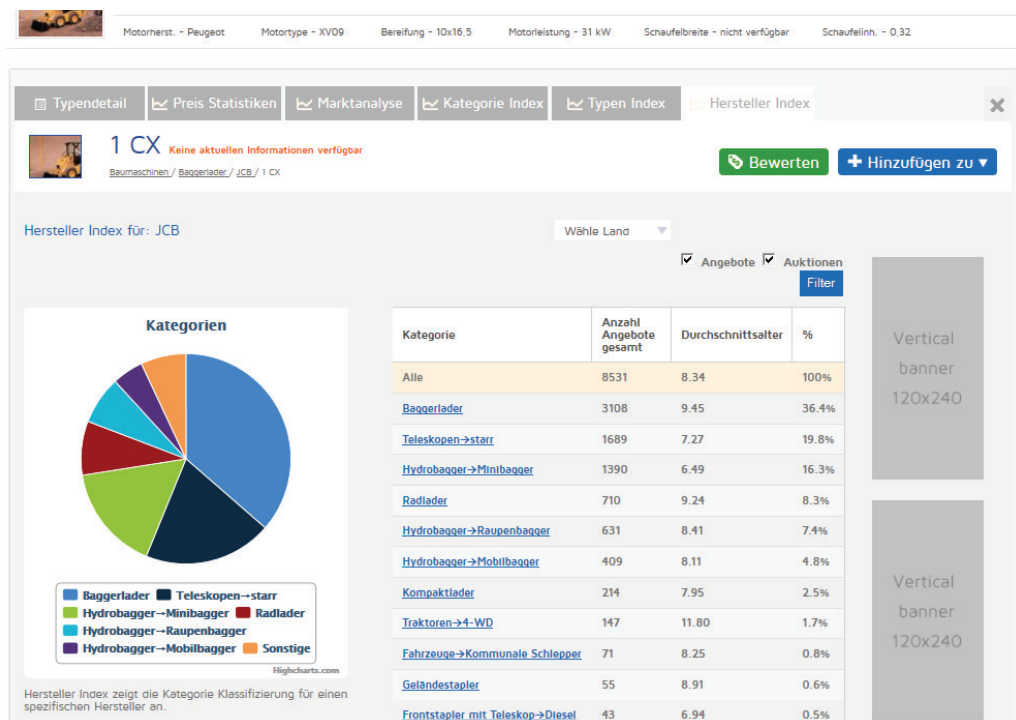 Motorherst. - Peugeot Motortype - XV09 Bereifung - 10x16,5 Motorleistung - 31 kW Schaufelbreite - nicht verfügbar Schaufelinh. - 0,32
Typendetail Preis Statistiken Marktanalyse Kategorie Index Typen Index Hersteller Index
1 CX Keine aktuellen Informationen verfügbar
Baumaschinen / Baggerlader / JCB / 1 CX
Bewerten Hinzufügen zu ▼
Hersteller Index für: JCB
Wähle Land
Angebote Auktionen
Filter
Kategorien
Baggerlader Teleskopen→starr
Hydrobagger→Minibagger Radlader
Hydrobagger→Raupenbagger
Hydrobagger→Mobilbagger Sonstige
Highcharts.com
Hersteller Index zeigt die Kategorie Klassifizierung für einen
spezifischen Hersteller an.
Kategorie Anzahl Angebote gesamt Durchschnittsalter %
Alle 8531 8.34 100%
Baggerlader 3108 9.45 36.4%
Teleskopen→starr 1689 7.27 19.8%
Hydrobagger→Minibagger 1390 6.49 16.3%
Radlader 710 9.24 8.3%
Hydrobagger→Raupenbagger 631 8.41 7.4%
Hydrobagger→Mobilbagger 409 8.11 4.8%
Kompaktlader 214 7.95 2.5%
Traktoren→4-WD 147 11.80 1.7%
Fahrzeuge→Kommunale Schlepper 71 8.25 0.8%
Geländestapler 55 8.91 0.6%
Frontstapler mit Teleskop→Diesel 43 6.94 0.5%
Vertical
banner
120x240
Vertical
banner
120x240